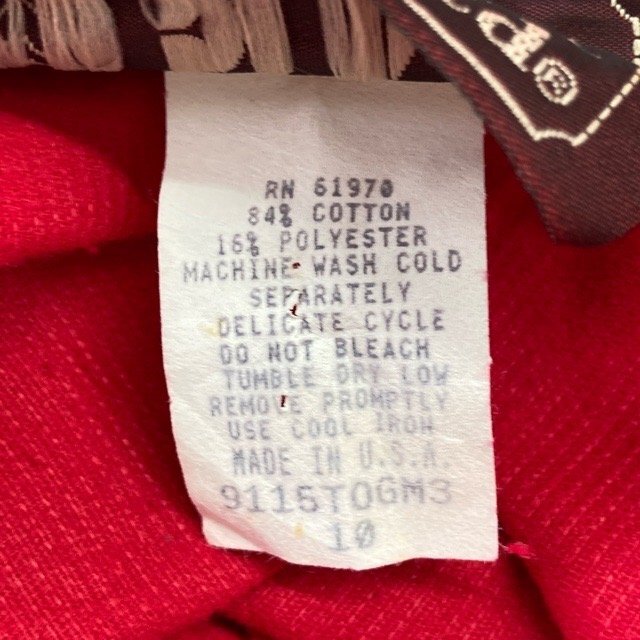 RN 61970
84% COTTON
16% POLYESTER
MACHINE WASH COLD
SEPARATELY
DELICATE CYCLE
DO NOT BLEACH
TUMBLE DRY LOW
REMOVE PROMPTLY
USE COOL IRON
MADE IN U.S.A.
9115TOGM3
10